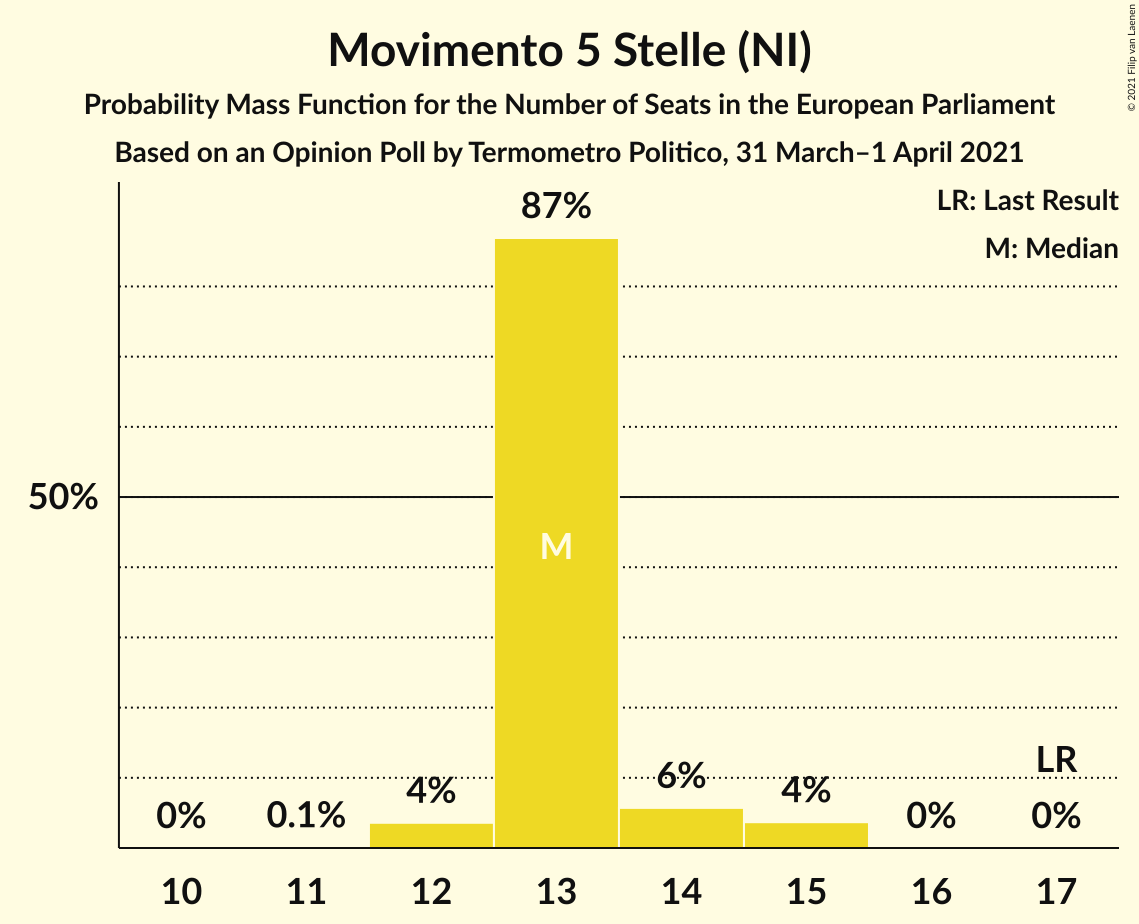 Movimento 5 Stelle (NI)
Probability Mass Function for the Number of Seats in the European Parliament
Based on an Opinion Poll by Termometro Politico, 31 March–1 April 2021
© 2021 Filip van Laenen
LR: Last Result
M: Median
87%
50%
M
0%
0.1%
4%
6%
4%
0%
LR
0%
10
11
12
13
14
15
16
17